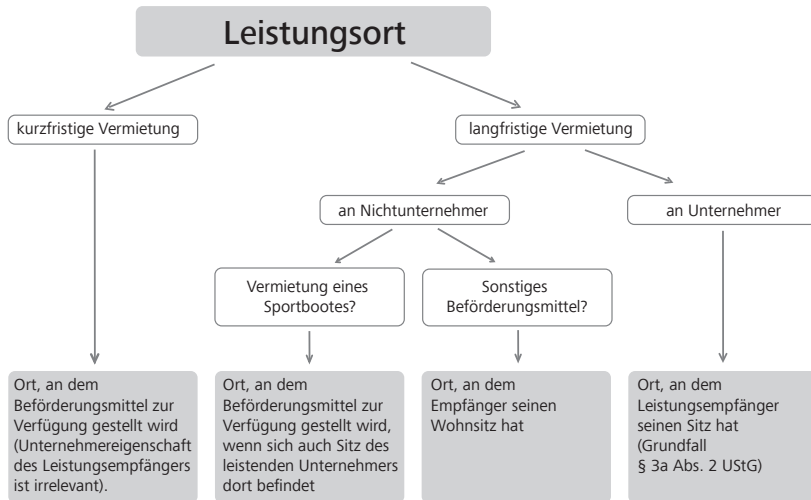 Leistungsort
kurzfristige Vermietung
langfristige Vermietung
an Nichtunternehmer
an Unternehmer
Vermietung eines
Sportbootes?
Sonstiges
Beförderungsmittel?
Ort, an dem
Beförderungsmittel zur
Verfügung gestellt wird
(Unternehmereigenschaft
des Leistungsempfängers
ist irrelevant).
Ort, an dem
Beförderungsmittel zur
Verfügung gestellt wird,
wenn sich auch Sitz des
leistenden Unternehmers
dort befindet
Ort, an dem
Empfänger seinen
Wohnsitz hat
Ort, an dem
Leistungsempfänger
seinen Sitz hat
(Grundfall
§ 3a Abs. 2 UStG)